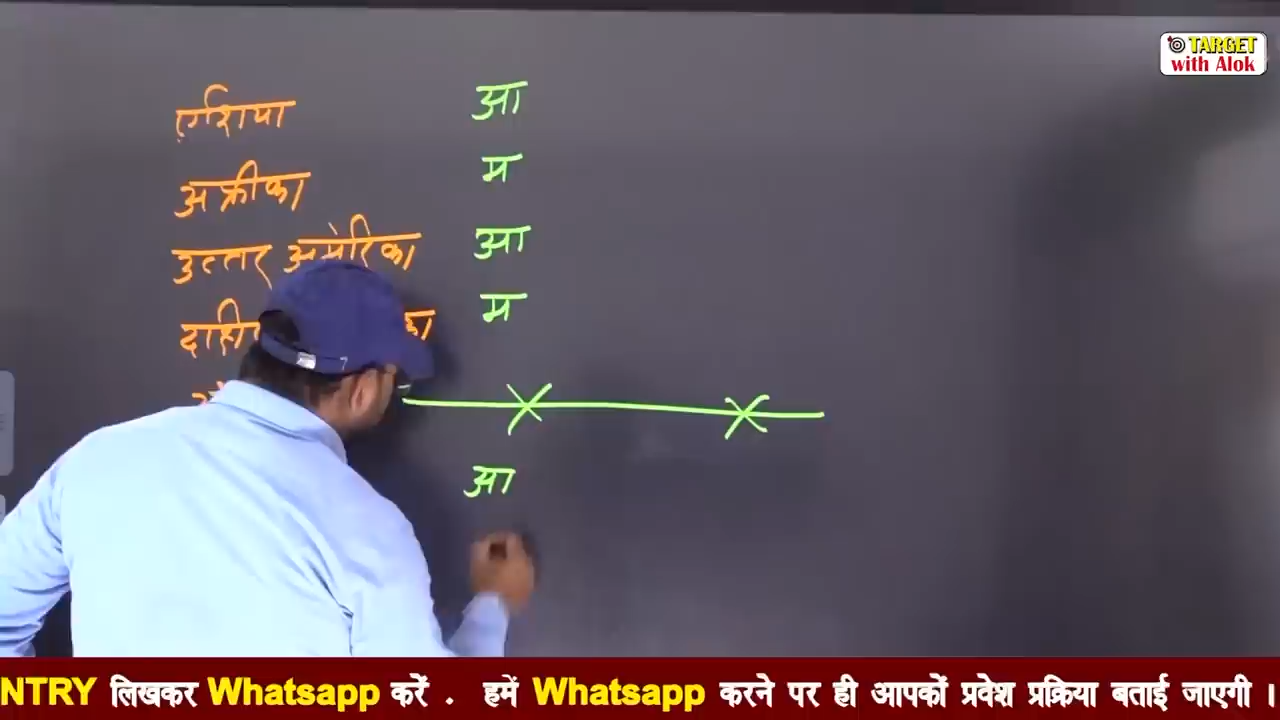 TARGET
with Alok
एशिया आ
अफ्रीका म
उत्तर अमेरिका आ
म
आ
NTRY लिखकर Whatsapp करें . हमें Whatsapp करने पर ही आपकों प्रवेश प्रक्रिया बताई जाएगी ।